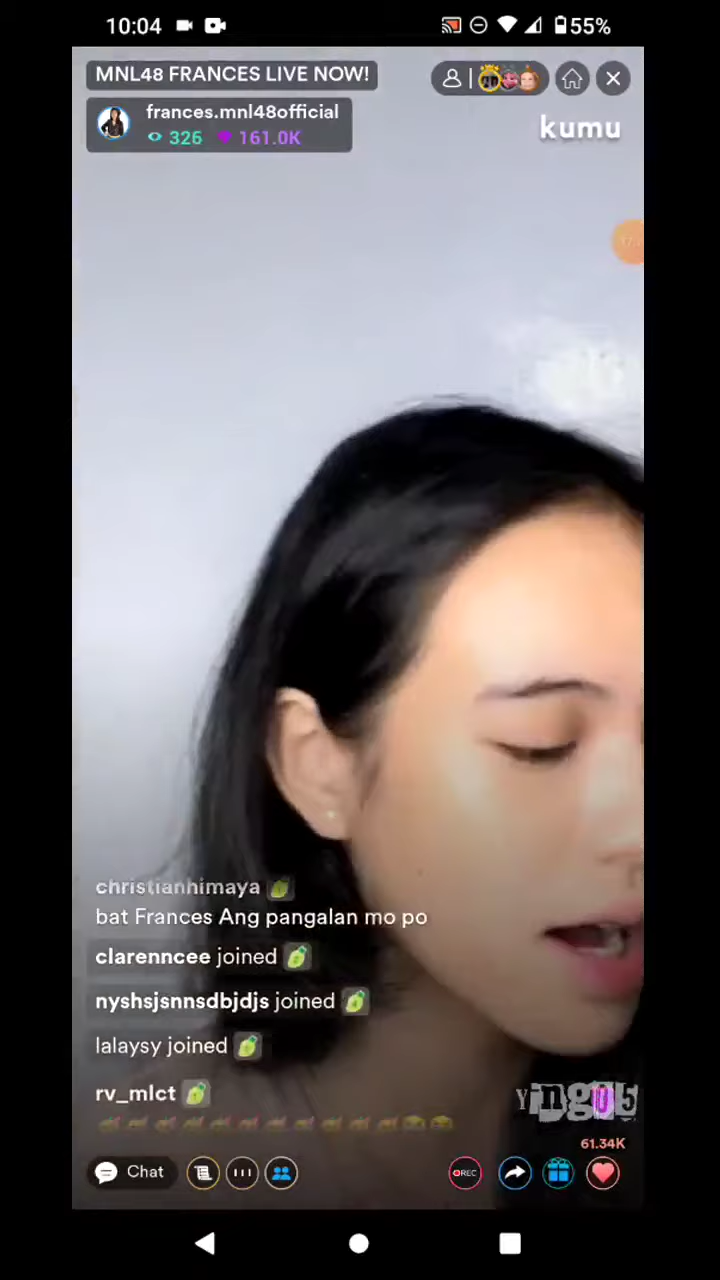 10:04
55%
MNL48 FRANCES LIVE NOW!
frances.mnl48official
326 161.0K
kumu
christianhimaya
bat Frances Ang pangalan mo po
clarenncee joined
nyshsjsnnsdbjdjs joined
lalaysy joined
rv_mlct
61.34K
Chat
REC